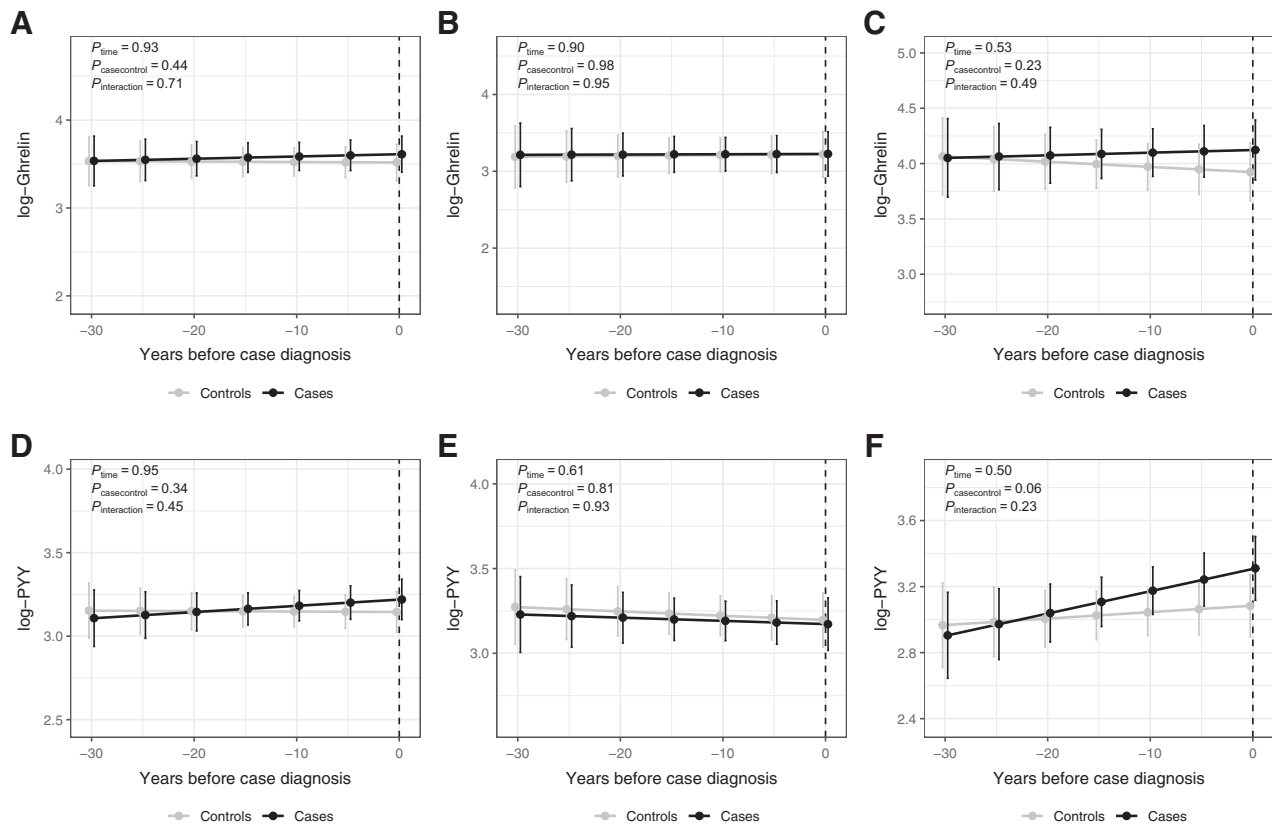 A
P_time = 0.93
P_casecontrol = 0.44
P_interaction = 0.71
log−Ghrelin
4
3
2
−30
−20
−10
0
Years before case diagnosis
Controls Cases
B
P_time = 0.90
P_casecontrol = 0.98
P_interaction = 0.95
log−Ghrelin
4
3
2
−30
−20
−10
0
Years before case diagnosis
Controls Cases
C
P_time = 0.53
P_casecontrol = 0.23
P_interaction = 0.49
log−Ghrelin
5.0
4.5
4.0
3.5
3.0
−30
−20
−10
0
Years before case diagnosis
Controls Cases
D
P_time = 0.95
P_casecontrol = 0.34
P_interaction = 0.45
log−PYY
4.0
3.5
3.0
2.5
−30
−20
−10
0
Years before case diagnosis
Controls Cases
E
P_time = 0.61
P_casecontrol = 0.81
P_interaction = 0.93
log−PYY
4.0
3.5
3.0
−30
−20
−10
0
Years before case diagnosis
Controls Cases
F
P_time = 0.50
P_casecontrol = 0.06
P_interaction = 0.23
log−PYY
3.6
3.2
2.8
2.4
−30
−20
−10
0
Years before case diagnosis
Controls Cases